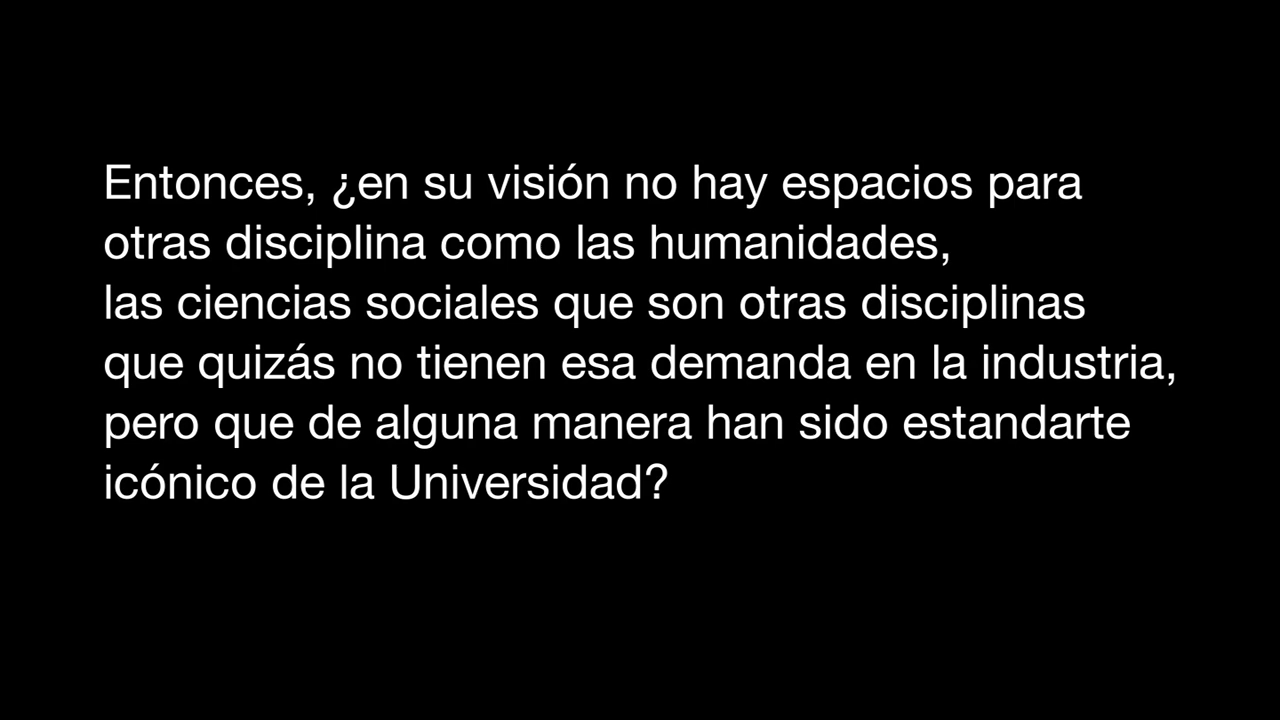 Entonces, ¿en su visión no hay espacios para
otras disciplina como las humanidades,
las ciencias sociales que son otras disciplinas
que quizás no tienen esa demanda en la industria,
pero que de alguna manera han sido estandarte
icónico de la Universidad?